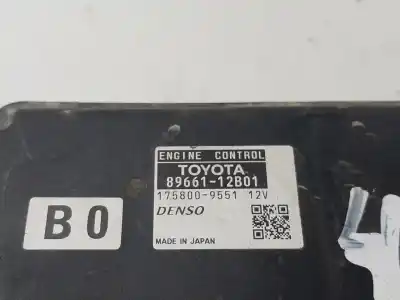 ENGINE CONTROL
TOYOTA
89661-12B01
175800-9551 12V
DENSO
MADE IN JAPAN
B0